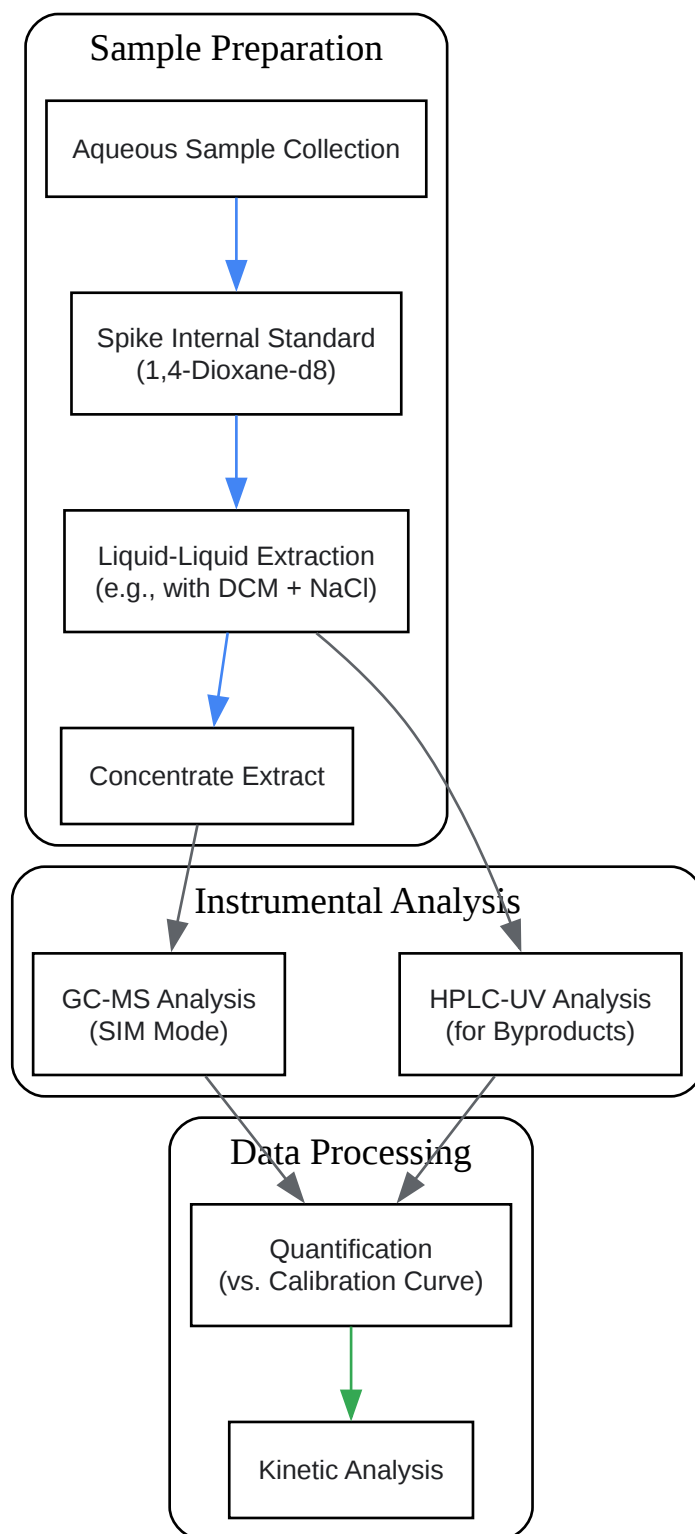 Sample Preparation
Aqueous Sample Collection
Spike Internal Standard
(1,4-Dioxane-d8)
Liquid-Liquid Extraction
(e.g., with DCM + NaCl)
Concentrate Extract
Instrumental Analysis
GC-MS Analysis
(SIM Mode)
HPLC-UV Analysis
(for Byproducts)
Data Processing
Quantification
(vs. Calibration Curve)
Kinetic Analysis